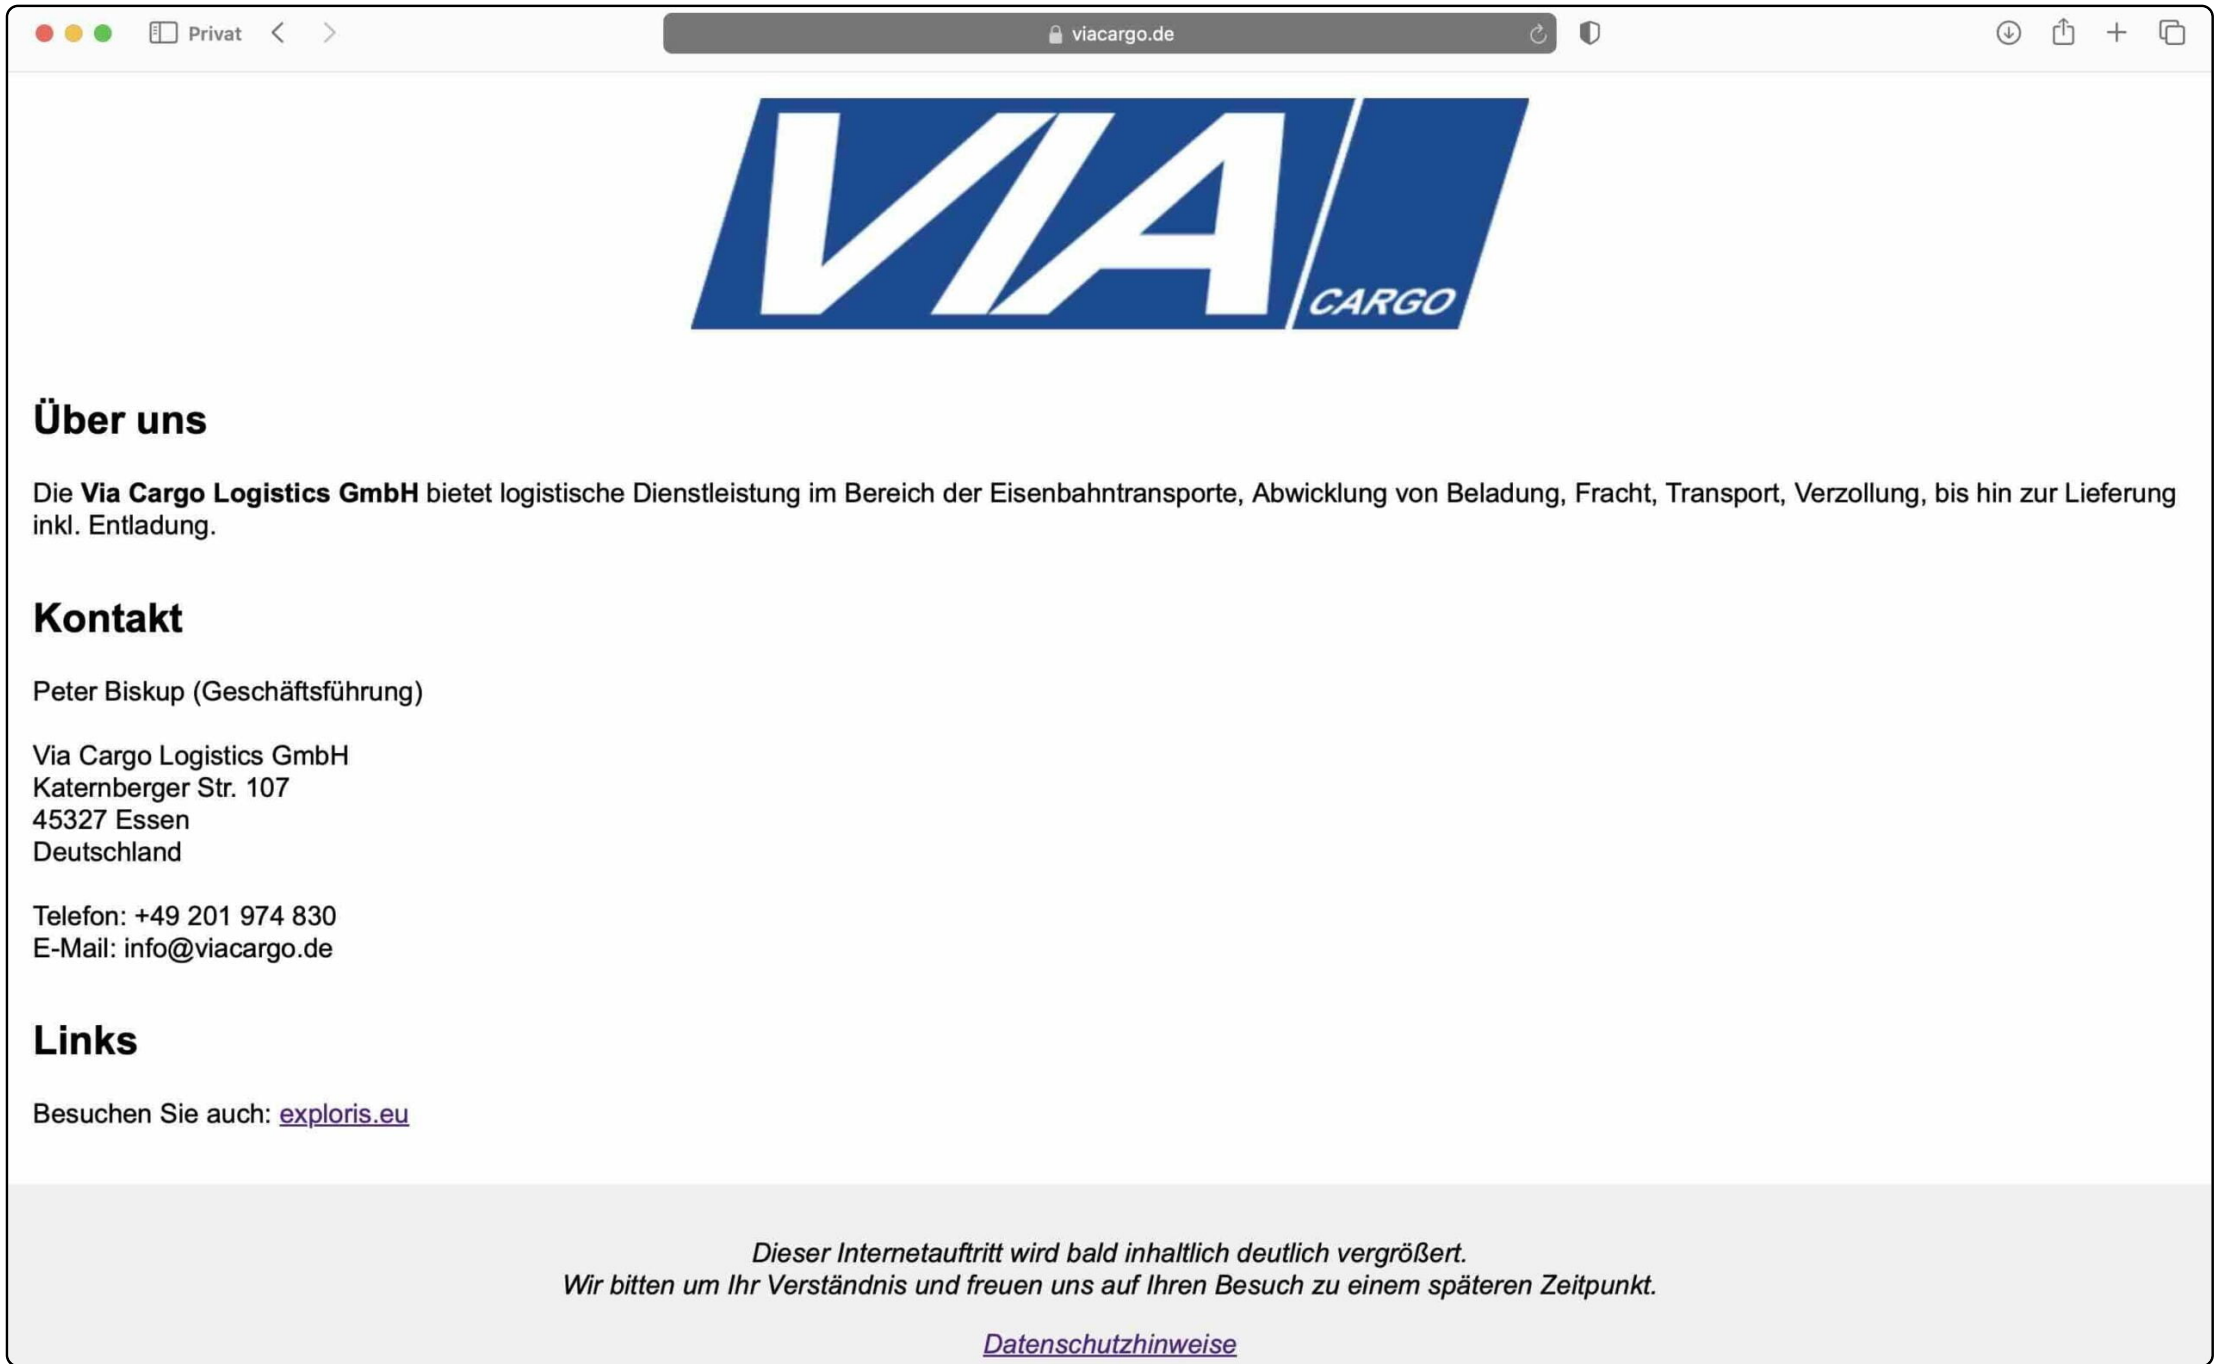 Privat
viacargo.de
VIA
CARGO
Über uns
Die Via Cargo Logistics GmbH bietet logistische Dienstleistung im Bereich der Eisenbahntransporte, Abwicklung von Beladung, Fracht, Transport, Verzollung, bis hin zur Lieferung
inkl. Entladung.
Kontakt
Peter Biskup (Geschäftsführung)
Via Cargo Logistics GmbH
Katernberger Str. 107
45327 Essen
Deutschland
Telefon: +49 201 974 830
E-Mail: info@viacargo.de
Links
Besuchen Sie auch: exploris.eu
Dieser Internetauftritt wird bald inhaltlich deutlich vergrößert.
Wir bitten um Ihr Verständnis und freuen uns auf Ihren Besuch zu einem späteren Zeitpunkt.
Datenschutzhinweise